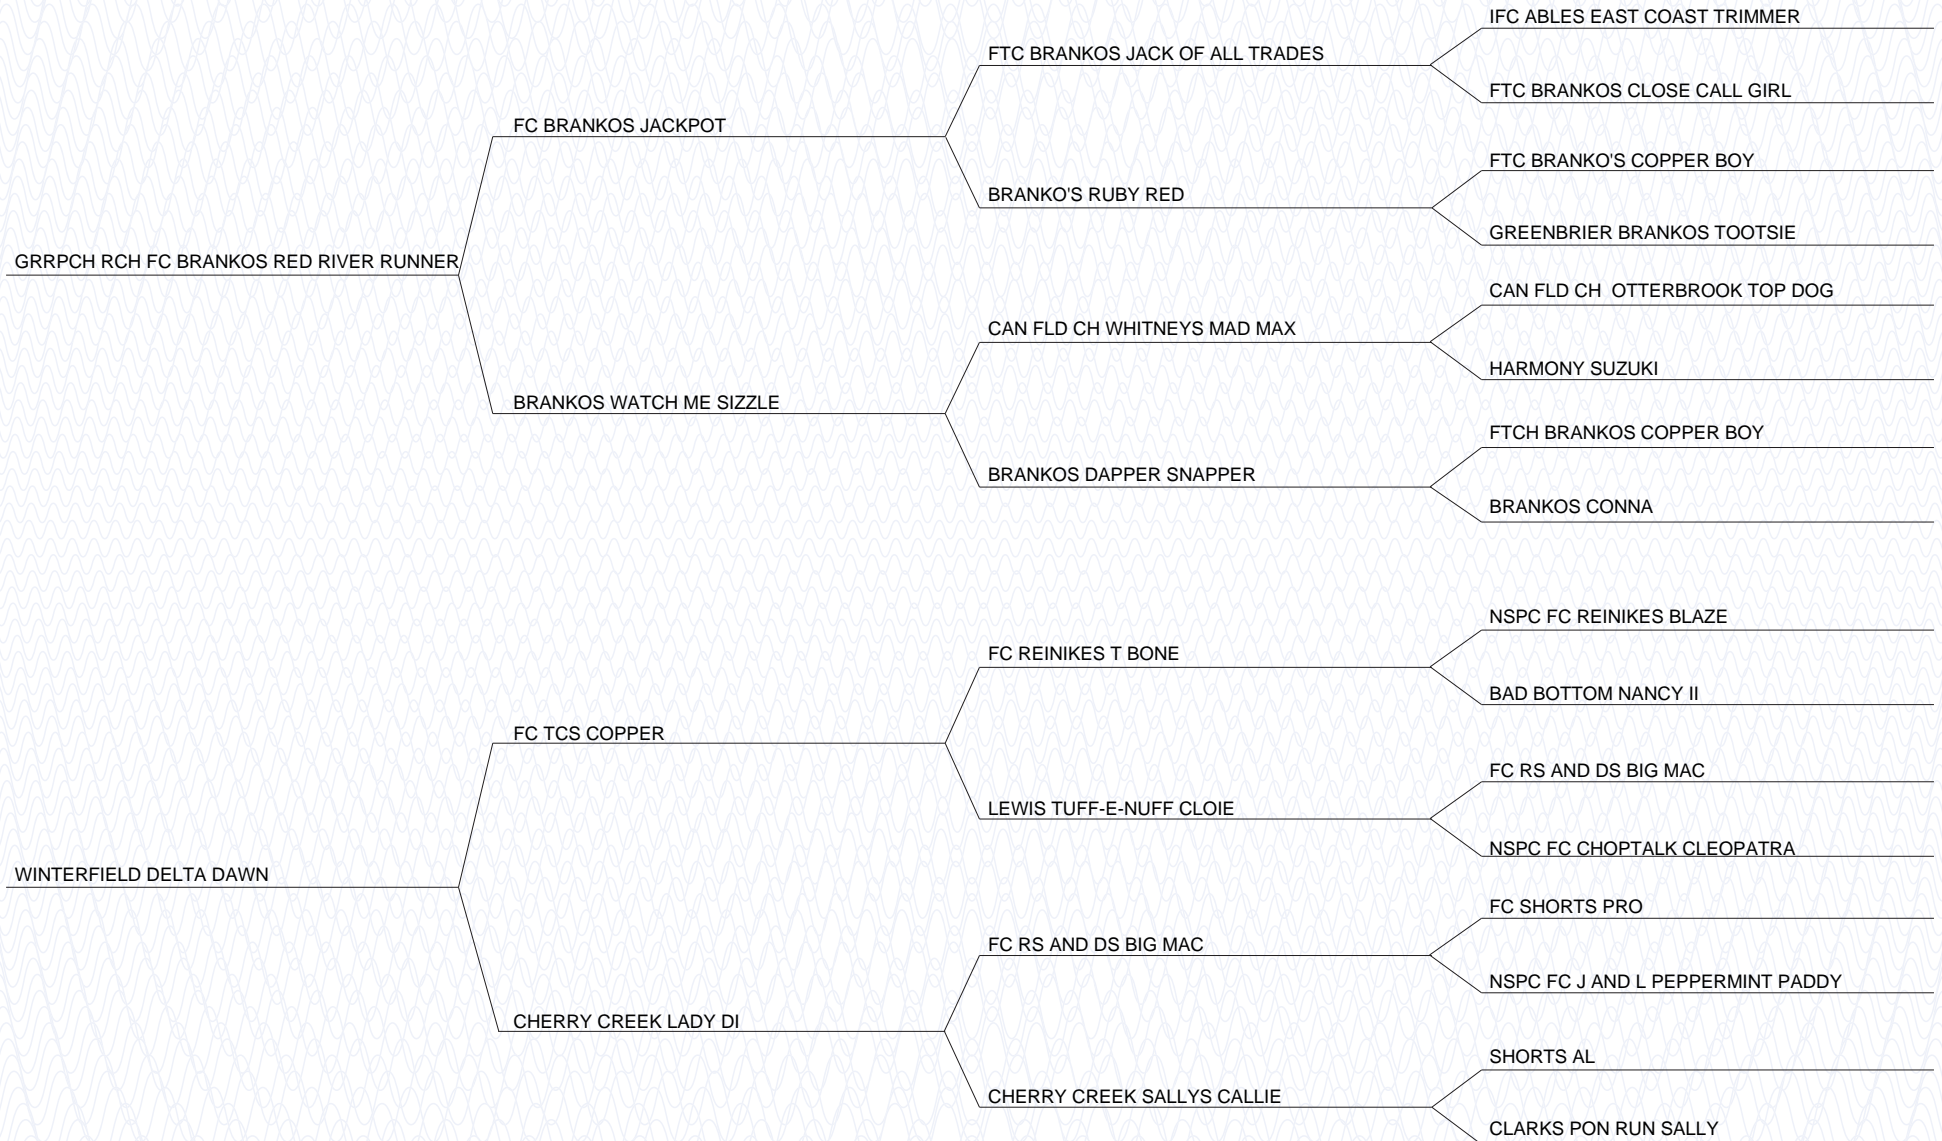 IFC ABLES EAST COAST TRIMMER
FTC BRANKOS JACK OF ALL TRADES
FTC BRANKOS CLOSE CALL GIRL
FC BRANKOS JACKPOT
FTC BRANKO'S COPPER BOY
BRANKO'S RUBY RED
GREENBRIER BRANKOS TOOTSIE
GRRPCH RCH FC BRANKOS RED RIVER RUNNER
CAN FLD CH  OTTERBROOK TOP DOG
CAN FLD CH WHITNEYS MAD MAX
HARMONY SUZUKI
BRANKOS WATCH ME SIZZLE
FTCH BRANKOS COPPER BOY
BRANKOS DAPPER SNAPPER
BRANKOS CONNA
NSPC FC REINIKES BLAZE
FC REINIKES T BONE
BAD BOTTOM NANCY II
FC TCS COPPER
FC RS AND DS BIG MAC
LEWIS TUFF-E-NUFF CLOIE
NSPC FC CHOPTALK CLEOPATRA
WINTERFIELD DELTA DAWN
FC SHORTS PRO
FC RS AND DS BIG MAC
NSPC FC J AND L PEPPERMINT PADDY
CHERRY CREEK LADY DI
SHORTS AL
CHERRY CREEK SALLYS CALLIE
CLARKS PON RUN SALLY